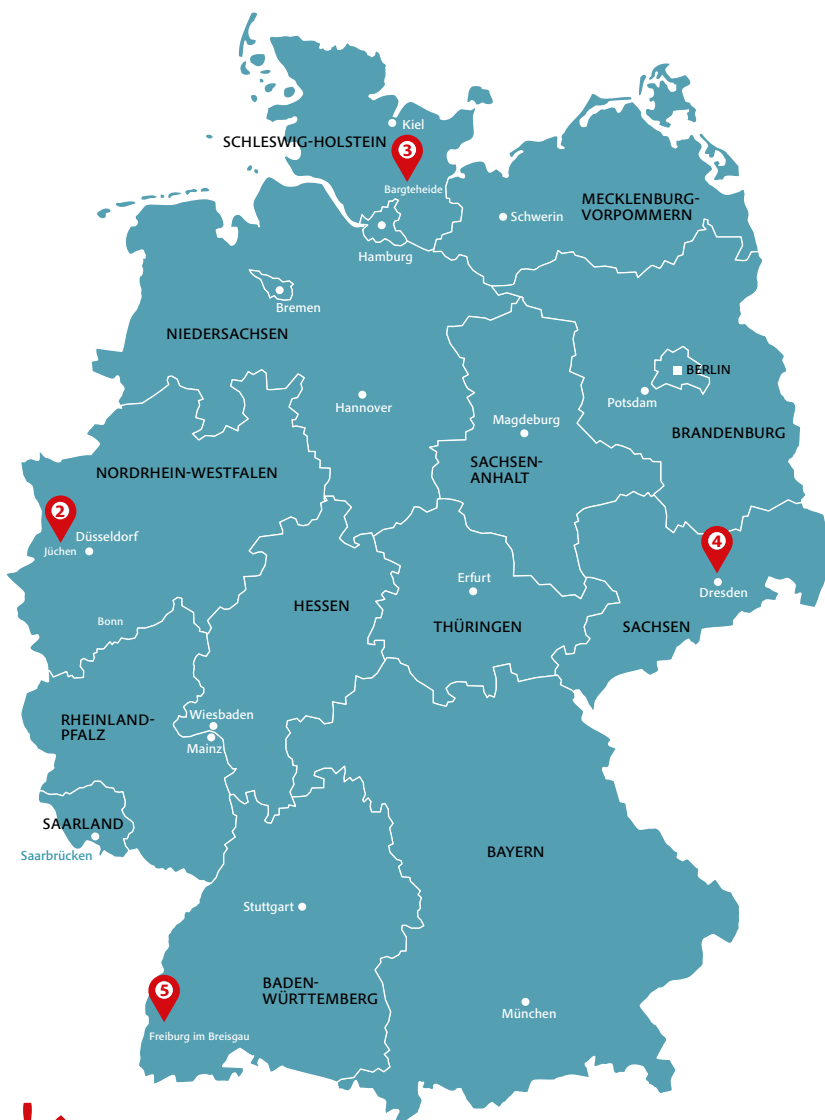 Kiel
SCHLESWIG-HOLSTEIN
3
Bargteheide
MECKLENBURG-
VORPOMMERN
Schwerin
Hamburg
Bremen
NIEDERSACHSEN
BERLIN
Hannover
Potsdam
Magdeburg
BRANDENBURG
SACHSEN-
ANHALT
NORDRHEIN-WESTFALEN
2
Düsseldorf
Jüchen
4
Dresden
Erfurt
HESSEN
Bonn
THÜRINGEN
SACHSEN
RHEINLAND-
PFALZ
Wiesbaden
Mainz
SAARLAND
Saarbrücken
BAYERN
Stuttgart
BADEN-
WÜRTTEMBERG
5
Freiburg im Breisgau
München